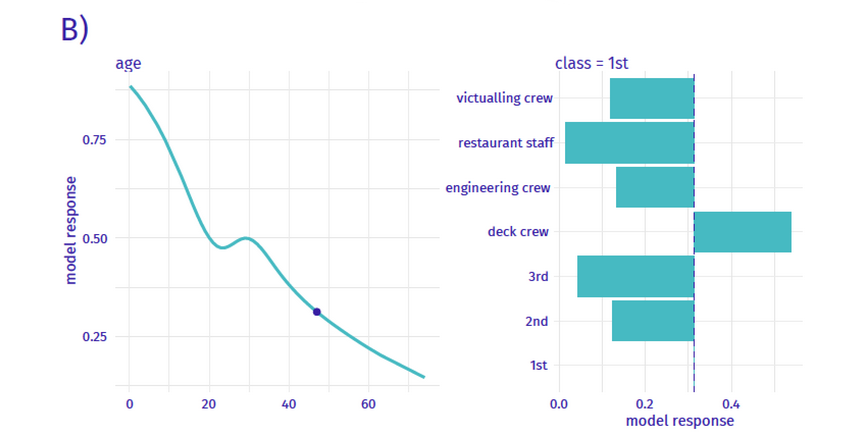 B)
age
class = 1st
model response
0.75
0.50
0.25
0
20
40
60
victualling crew
restaurant staff
engineering crew
deck crew
3rd
2nd
1st
0.0
0.2
0.4
model response